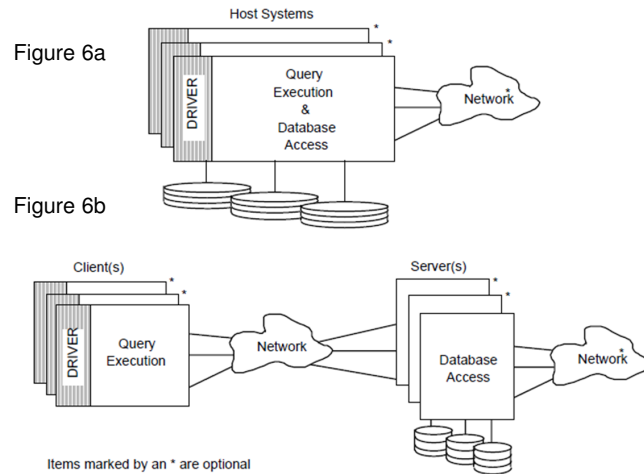 Host Systems
Figure 6a
*
*
DRIVER
Query
Execution
&
Database
Access
*
Network
Figure 6b
Client(s)
*
*
DRIVER
Query
Execution
Network
Server(s)
*
*
Database
Access
*
Network
Items marked by an * are optional